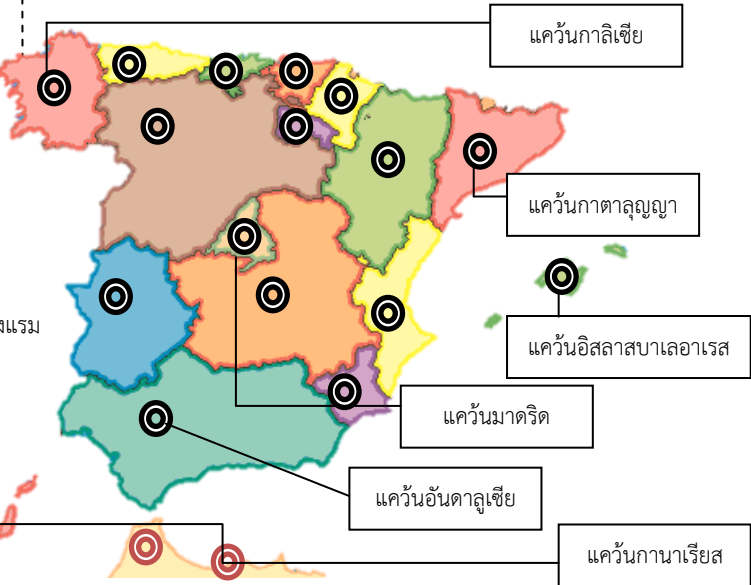 แคว้นกาลิเซีย
แคว้นกาตาลุญญา
แคว้นอิสลาสบาเลอาเรส
แคว้นมาดริด
แคว้นอันดาลูเซีย
แคว้นกานาเรียส